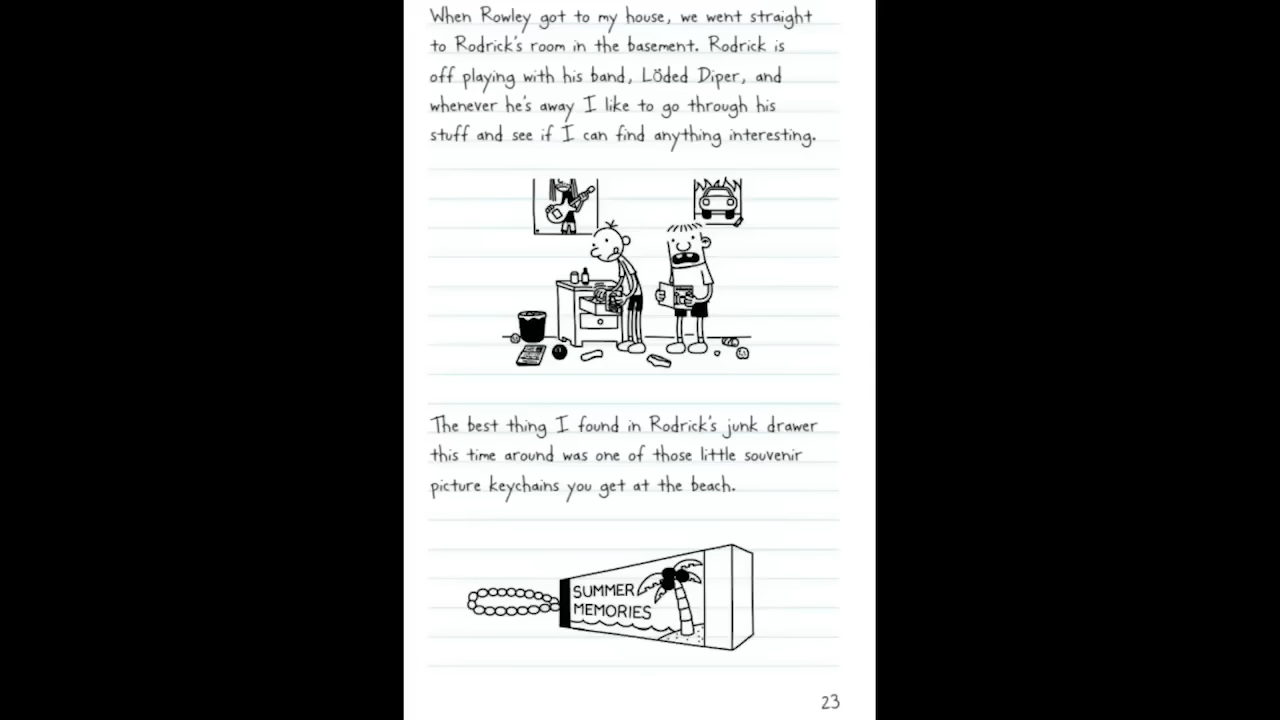 When Rowley got to my house, we went straight
to Rodrick's room in the basement. Rodrick is
off playing with his band, Löded Diper, and
whenever he's away I like to go through his
stuff and see if I can find anything interesting.
The best thing I found in Rodrick's junk drawer
this time around was one of those little souvenir
picture keychains you get at the beach.
SUMMER
MEMORIES
23